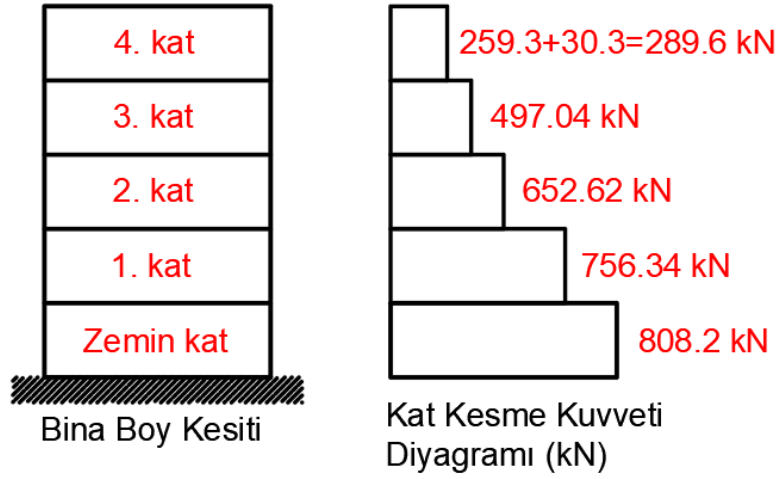 4. kat
259.3+30.3=289.6 kN
3. kat
497.04 kN
2. kat
652.62 kN
1. kat
756.34 kN
Zemin kat
808.2 kN
Bina Boy Kesiti
Kat Kesme Kuvveti
Diyagramı (kN)